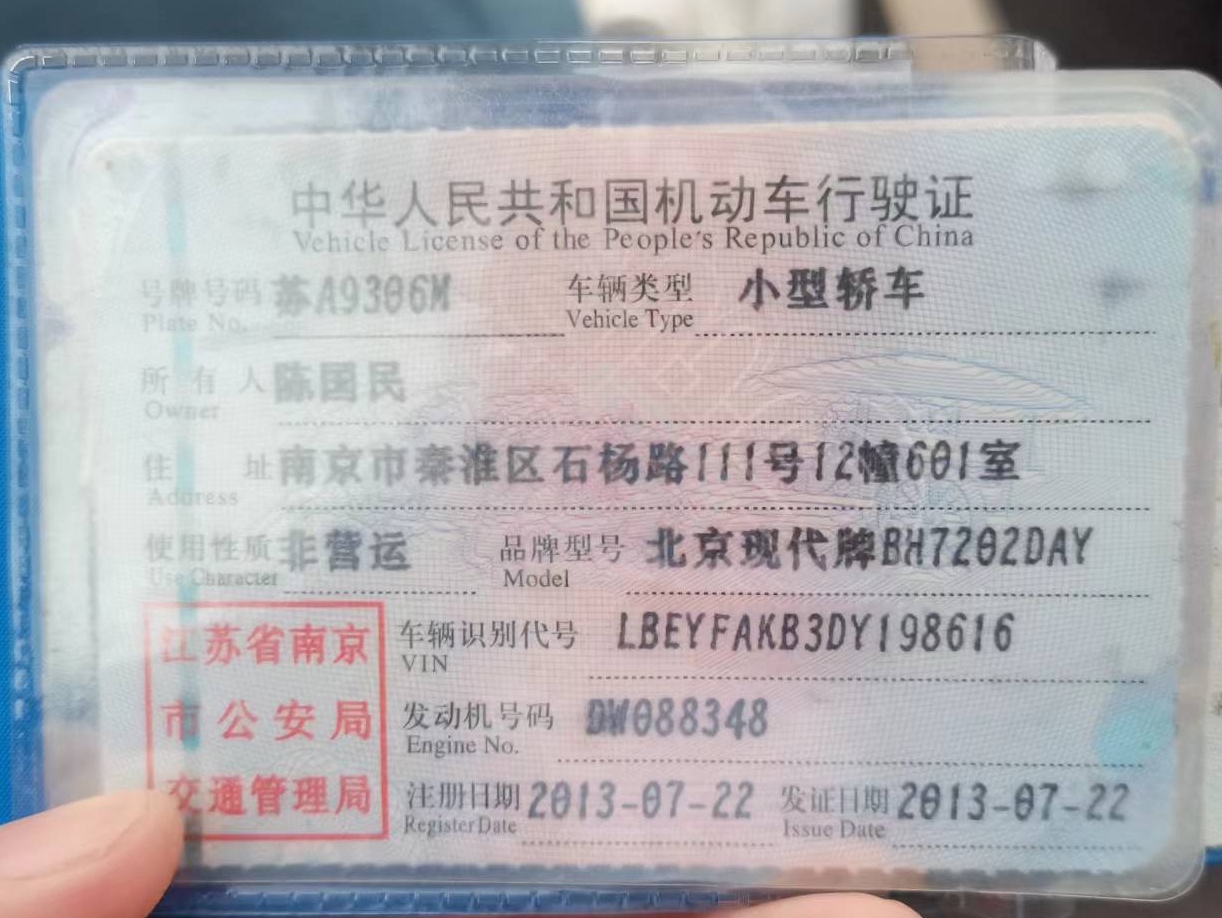 中华人民共和国机动车行驶证
Vehicle License of the People's Republic of China
号牌号码 苏A9306M 车辆类型 小型轿车
Plate No. Vehicle Type
所有人 陈国民
Owner
住址 南京市秦淮区石杨路111号12幢601室
Address
使用性质 非营运 品牌型号 北京现代牌BH7202DAY
Use Character Model
江苏省南京
市公安局
交通管理局
车辆识别代号 LBEYFAKB3DY198616
VIN
发动机号码 DW088348
Engine No.
注册日期 2013-07-22 发证日期 2013-07-22
Register Date Issue Date